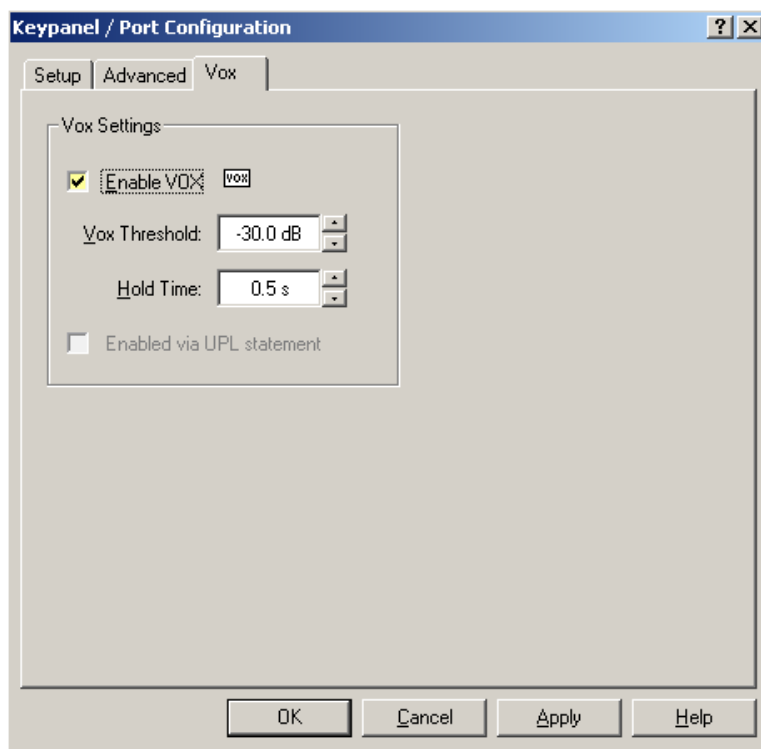 Keypanel / Port Configuration
Setup Advanced Vox
Vox Settings
Enable VOX VOX
Vox Threshold: -30.0 dB
Hold Time: 0.5 s
Enabled via UPL statement
OK Cancel Apply Help